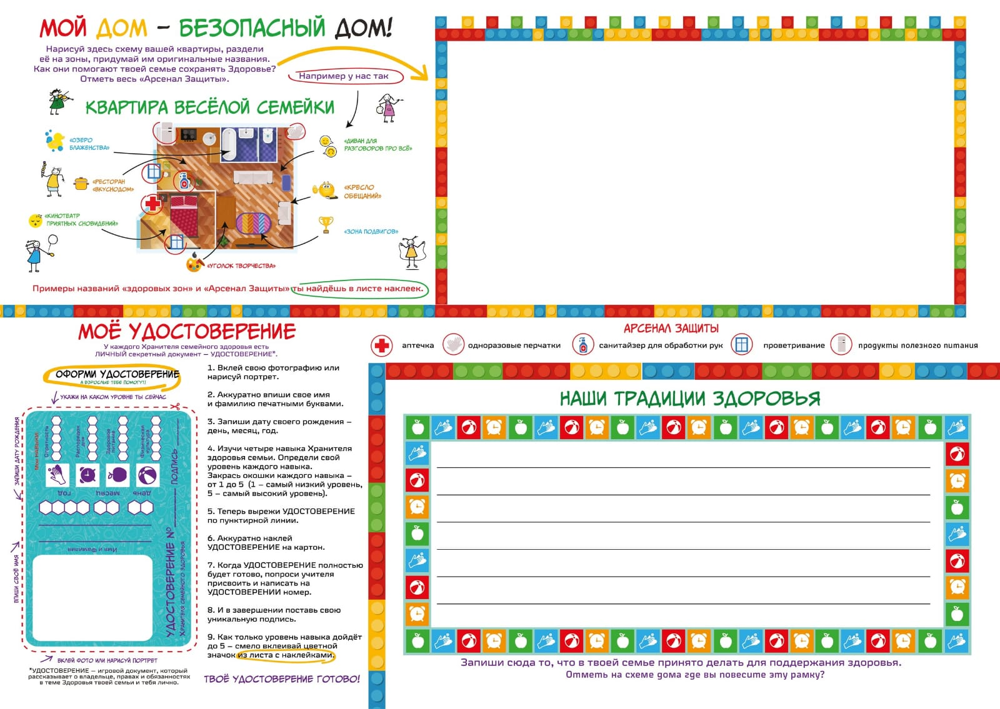 МОЙ ДОМ – БЕЗОПАСНЫЙ ДОМ!
Нарисуй здесь схему вашей квартиры, раздели
её на зоны, придумай им оригинальные названия.
Как они помогают твоей семье сохранять Здоровье?
Отметь весь «Арсенал Защиты».
Например у нас так
КВАРТИРА ВЕСЁЛОЙ СЕМЕЙКИ
«ОЗЕРО
БЛАЖЕНСТВА»
«ДИВАН ДЛЯ
РАЗГОВОРОВ ПРО ВСЁ»
«РЕСТОРАН
«ВКУСНОДОМ»
«КРЕСЛО
ОБЕЩАНИЙ»
«КИНОТЕАТР
ПРИЯТНЫХ СНОВИДЕНИЙ»
«ЗОНА ПОДВИГОВ»
«УГОЛОК ТВОРЧЕСТВА»
Примеры названий «здоровых зон» и «Арсенал Защиты» ты найдёшь в листе наклеек.
МОЁ УДОСТОВЕРЕНИЕ
У каждого Хранителя семейного здоровья есть
ЛИЧНЫЙ секретный документ – УДОСТОВЕРЕНИЕ*.
ОФОРМИ УДОСТОВЕРЕНИЕ
А ВЗРОСЛЫЕ ТЕБЕ ПОМОГУТ!
УКАЖИ НА КАКОМ УРОВНЕ ТЫ СЕЙЧАС
ЗАПИШИ ДАТУ РОЖДЕНИЯ
ВПИШИ СВОЁ ИМЯ
Мои навыки:
Опрятность
Распорядок
дня
Здоровое
питание
Физическая
культура
год
месяц
день
Имя и Фамилия
УДОСТОВЕРЕНИЕ № ПОДПИСЬ
ХРАНИТЕЛЯ СЕМЕЙНОГО ЗДОРОВЬЯ
ВКЛЕЙ ФОТО ИЛИ НАРИСУЙ ПОРТРЕТ
*УДОСТОВЕРЕНИЕ – игровой документ, который
рассказывает о владельце, правах и обязанностях
в теме Здоровья твоей семьи и тебя лично.
1. Вклей свою фотографию или
нарисуй портрет.
2. Аккуратно впиши свое имя
и фамилию печатными буквами.
3. Запиши дату своего рождения –
день, месяц, год.
4. Изучи четыре навыка Хранителя
здоровья семьи. Определи свой
уровень каждого навыка.
Закрась окошки каждого навыка –
от 1 до 5 (1 – самый низкий уровень,
5 – самый высокий уровень).
5. Теперь вырежи УДОСТОВЕРЕНИЕ
по пунктирной линии.
6. Аккуратно наклей
УДОСТОВЕРЕНИЕ на картон.
7. Когда УДОСТОВЕРЕНИЕ полностью
будет готово, попроси учителя
присвоить и написать на
УДОСТОВЕРЕНИИ номер.
8. И в завершении поставь свою
уникальную подпись.
9. Как только уровень навыка дойдёт
до 5 – смело вклеивай цветной
значок из листа с наклейками.
ТВОЁ УДОСТОВЕРЕНИЕ ГОТОВО!
АРСЕНАЛ ЗАЩИТЫ
аптечка
одноразовые перчатки
санитайзер для обработки рук
проветривание
продукты полезного питания
НАШИ ТРАДИЦИИ ЗДОРОВЬЯ
Запиши сюда то, что в твоей семье принято делать для поддержания здоровья.
Отметь на схеме дома где вы повесите эту рамку?